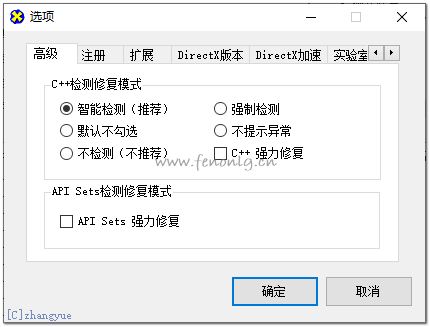 选项
高级 注册 扩展 DirectX版本 DirectX加速 实验室
C++检测修复模式
智能检测（推荐） 强制检测
默认不勾选 不提示异常
不检测（不推荐） C++ 强力修复
www.fenonlg.cn
API Sets检测修复模式
API Sets 强力修复
确定 取消
[C]zhangyue